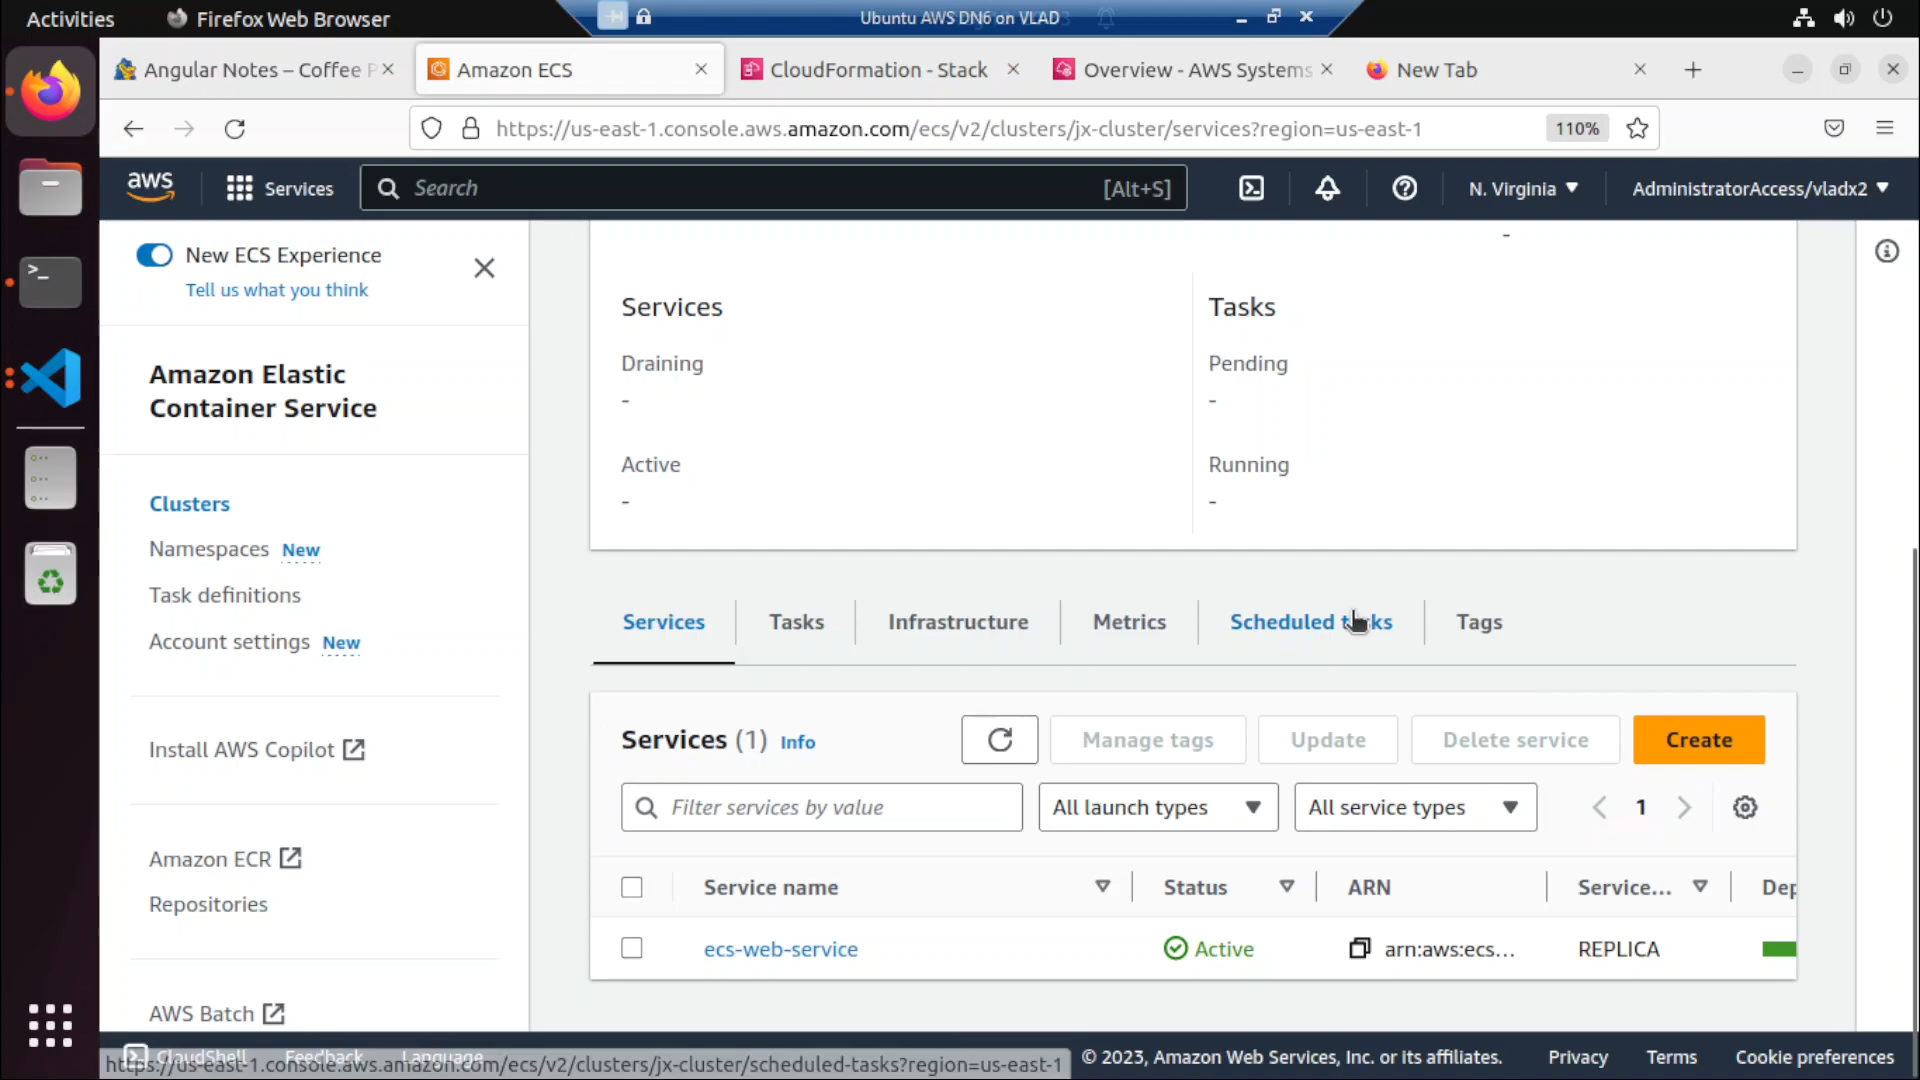 Activities
Firefox Web Browser
Ubuntu AWS DN6 on VLAD
Angular Notes – Coffee P
Amazon ECS
CloudFormation - Stack
Overview - AWS Systems
New Tab
https://us-east-1.console.aws.amazon.com/ecs/v2/clusters/jx-cluster/services?region=us-east-1
110%
aws
Services
Search
[Alt+S]
N. Virginia
AdministratorAccess/vladx2
New ECS Experience
Tell us what you think
Amazon Elastic
Container Service
Clusters
Namespaces New
Task definitions
Account settings New
Install AWS Copilot
Amazon ECR
Repositories
AWS Batch
-
Services
Tasks
Draining
Pending
-
-
Active
Running
-
-
Services
Tasks
Infrastructure
Metrics
Scheduled tasks
Tags
Services (1) Info
Manage tags
Update
Delete service
Create
Filter services by value
All launch types
All service types
1
Service name
Status
ARN
Service...
Dep
ecs-web-service
Active
arn:aws:ecs...
REPLICA
CloudShell
Feedback
Language
https://us-east-1.console.aws.amazon.com/ecs/v2/clusters/jx-cluster/scheduled-tasks?region=us-east-1
© 2023, Amazon Web Services, Inc. or its affiliates.
Privacy
Terms
Cookie preferences